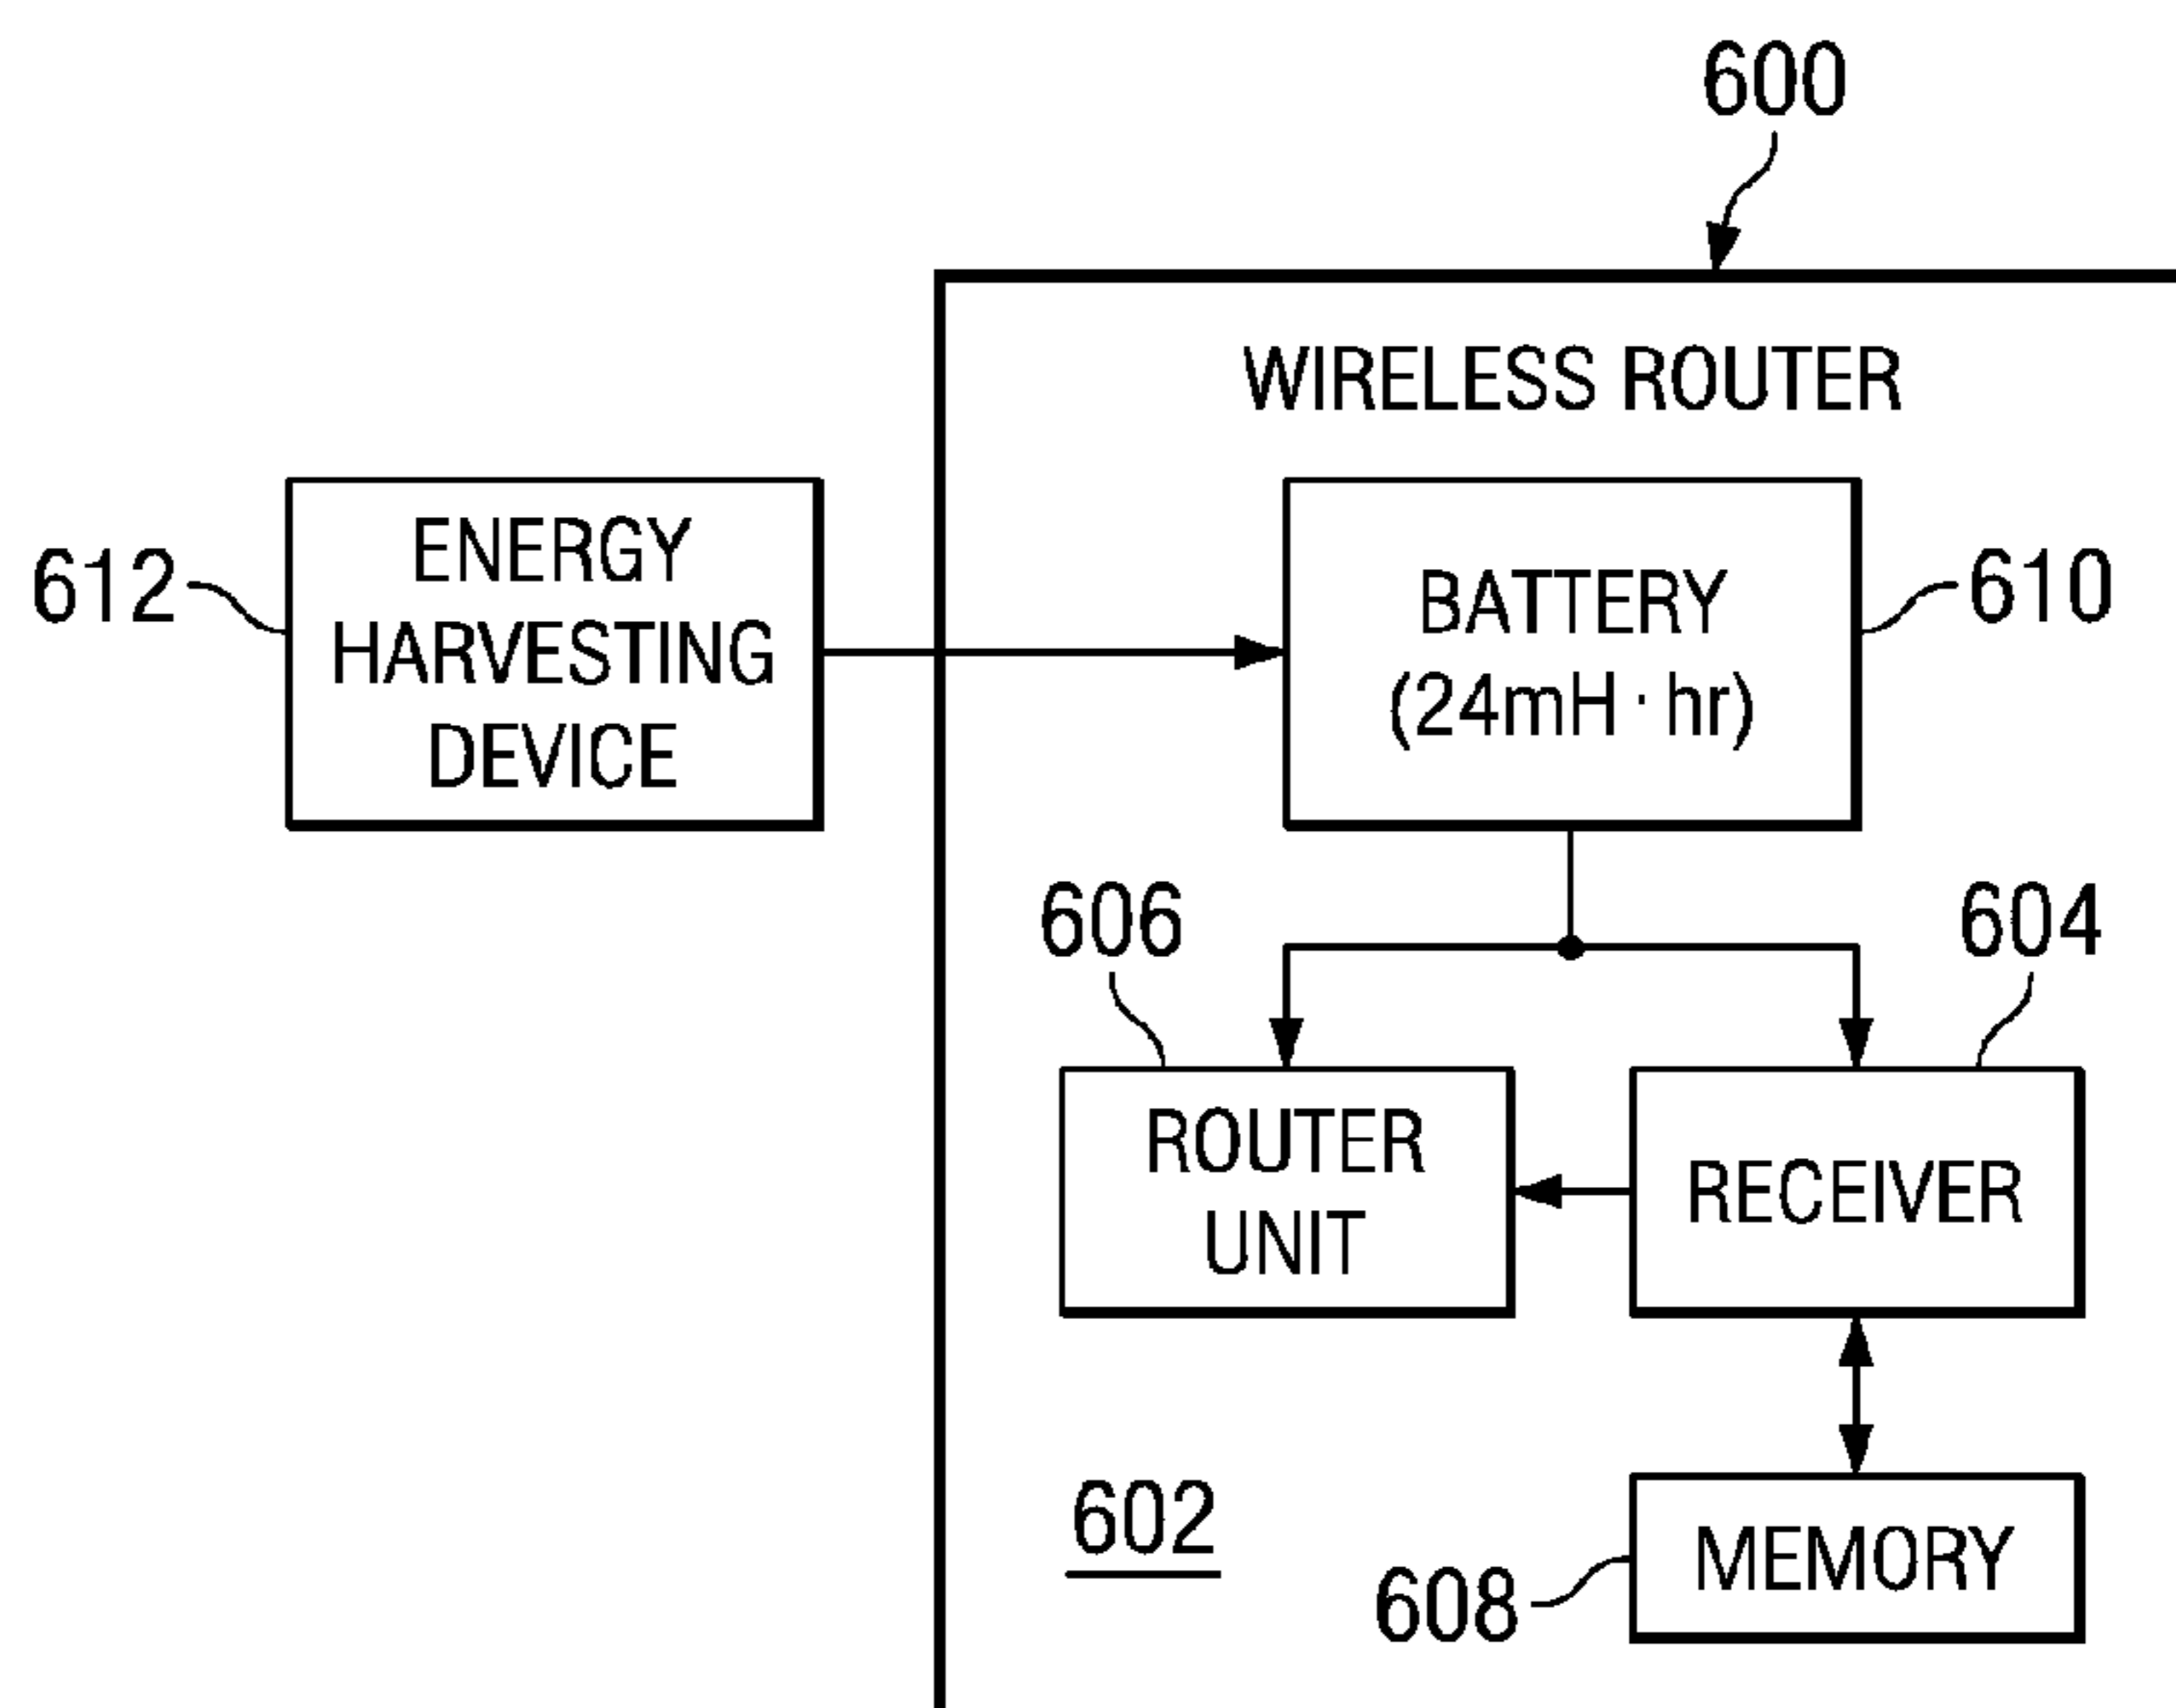 600
WIRELESS ROUTER
612
ENERGY
HARVESTING
DEVICE
BATTERY
(24mH·hr)
610
606
604
ROUTER
UNIT
RECEIVER
602
608
MEMORY